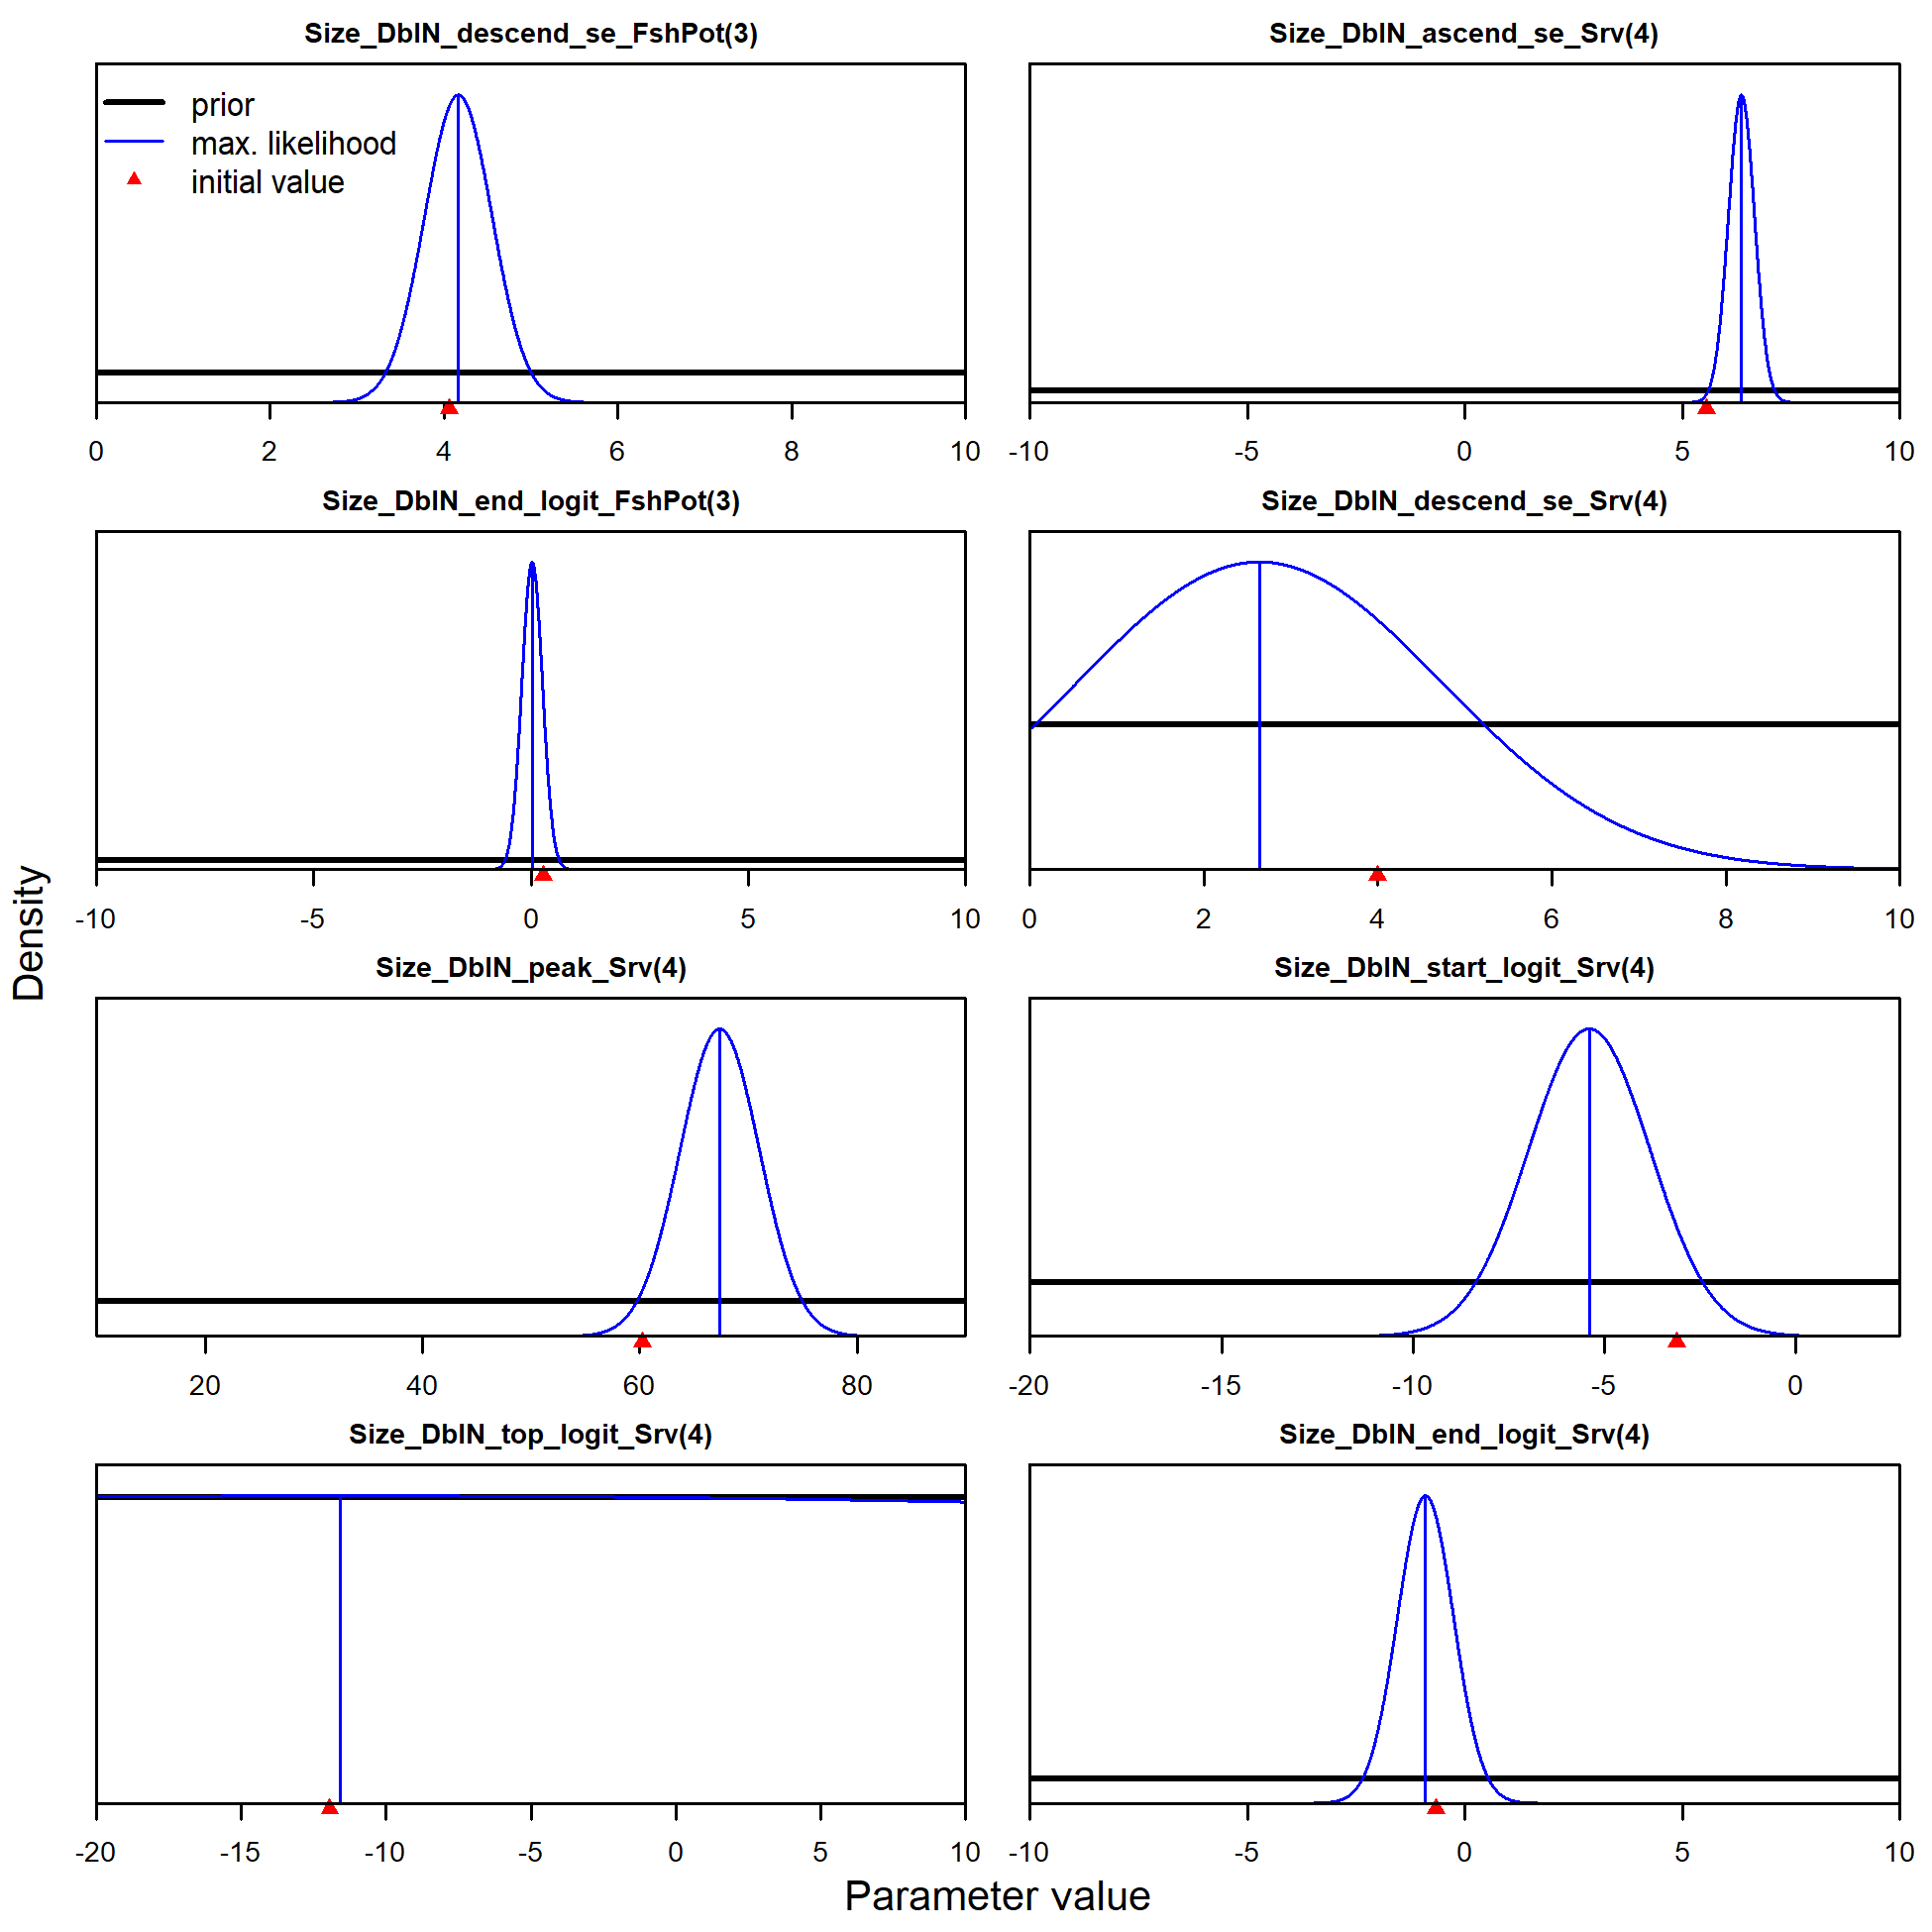 Size_DblN_descend_se_FshPot(3)
prior
max. likelihood
initial value
0 2 4 6 8 10
Size_DblN_ascend_se_Srv(4)
-10 -5 0 5 10
Size_DblN_end_logit_FshPot(3)
-10 -5 0 5 10
Size_DblN_descend_se_Srv(4)
0 2 4 6 8 10
Size_DblN_peak_Srv(4)
20 40 60 80
Size_DblN_start_logit_Srv(4)
-20 -15 -10 -5 0
Size_DblN_top_logit_Srv(4)
-20 -15 -10 -5 0 5 10
Size_DblN_end_logit_Srv(4)
-10 -5 0 5 10
Density
Parameter value